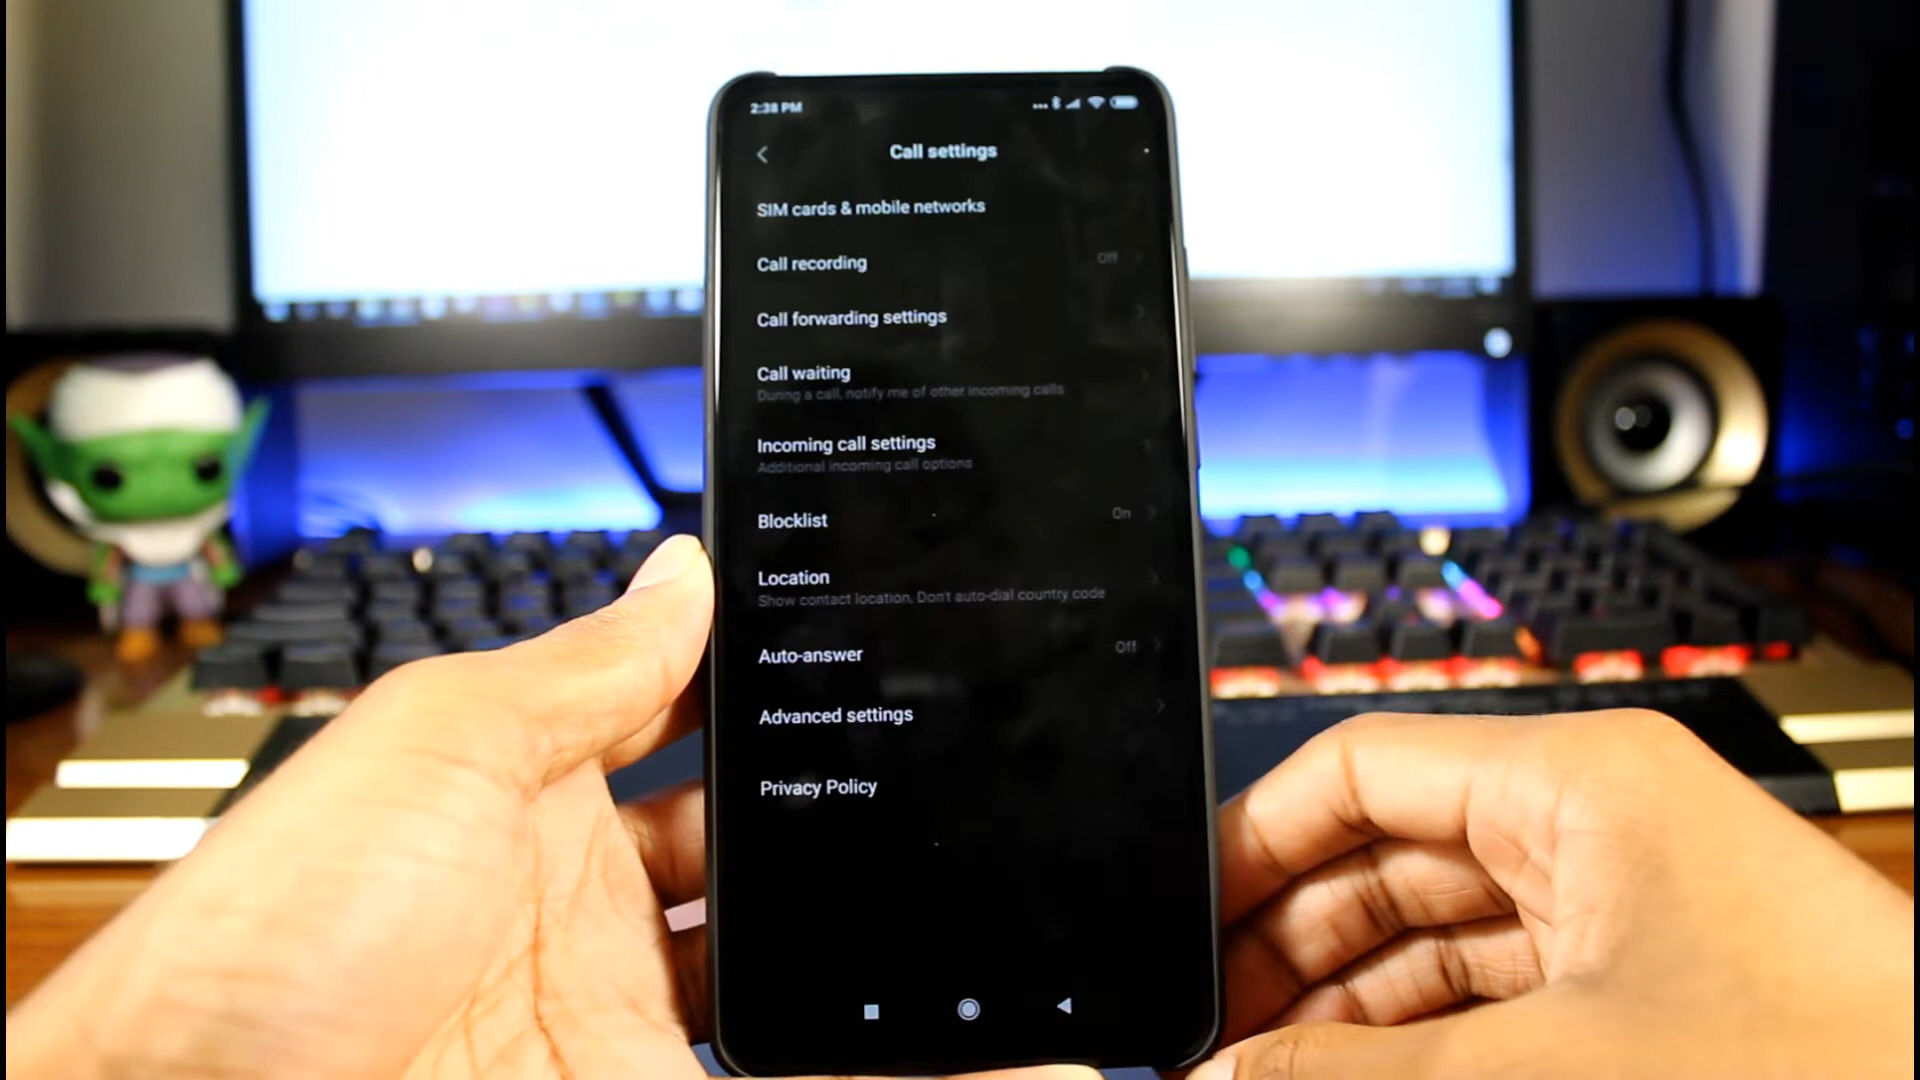 2:38 PM
Call settings
SIM cards & mobile networks
Call recording
Off
Call forwarding settings
Call waiting
During a call, notify me of other incoming calls
Incoming call settings
Additional incoming call options
Blocklist
On
Location
Show contact location, Don't auto-dial country code
Auto-answer
Off
Advanced settings
Privacy Policy